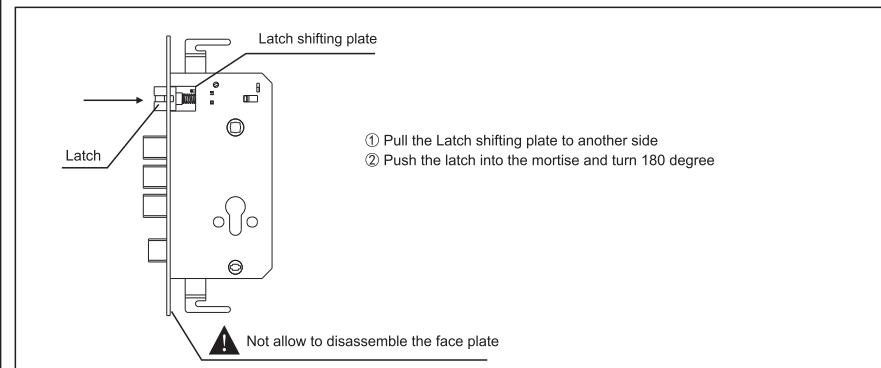 Latch shifting plate
Latch
① Pull the Latch shifting plate to another side
② Push the latch into the mortise and turn 180 degree
Not allow to disassemble the face plate